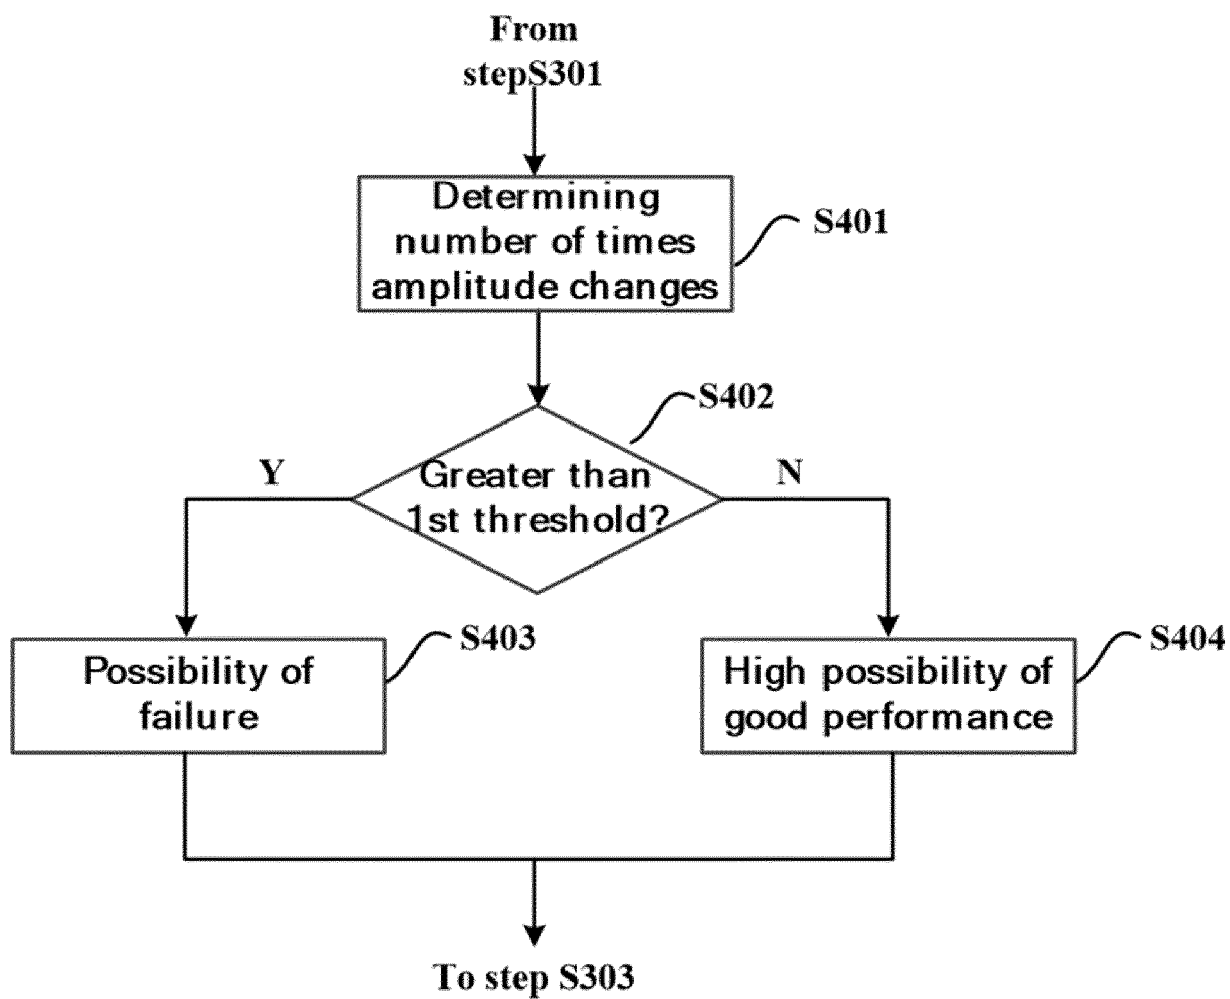 From
stepS301
Determining
number of times
amplitude changes
S401
S402
Greater than
1st threshold?
Y
N
S403
Possibility of
failure
S404
High possibility of
good performance
To step S303